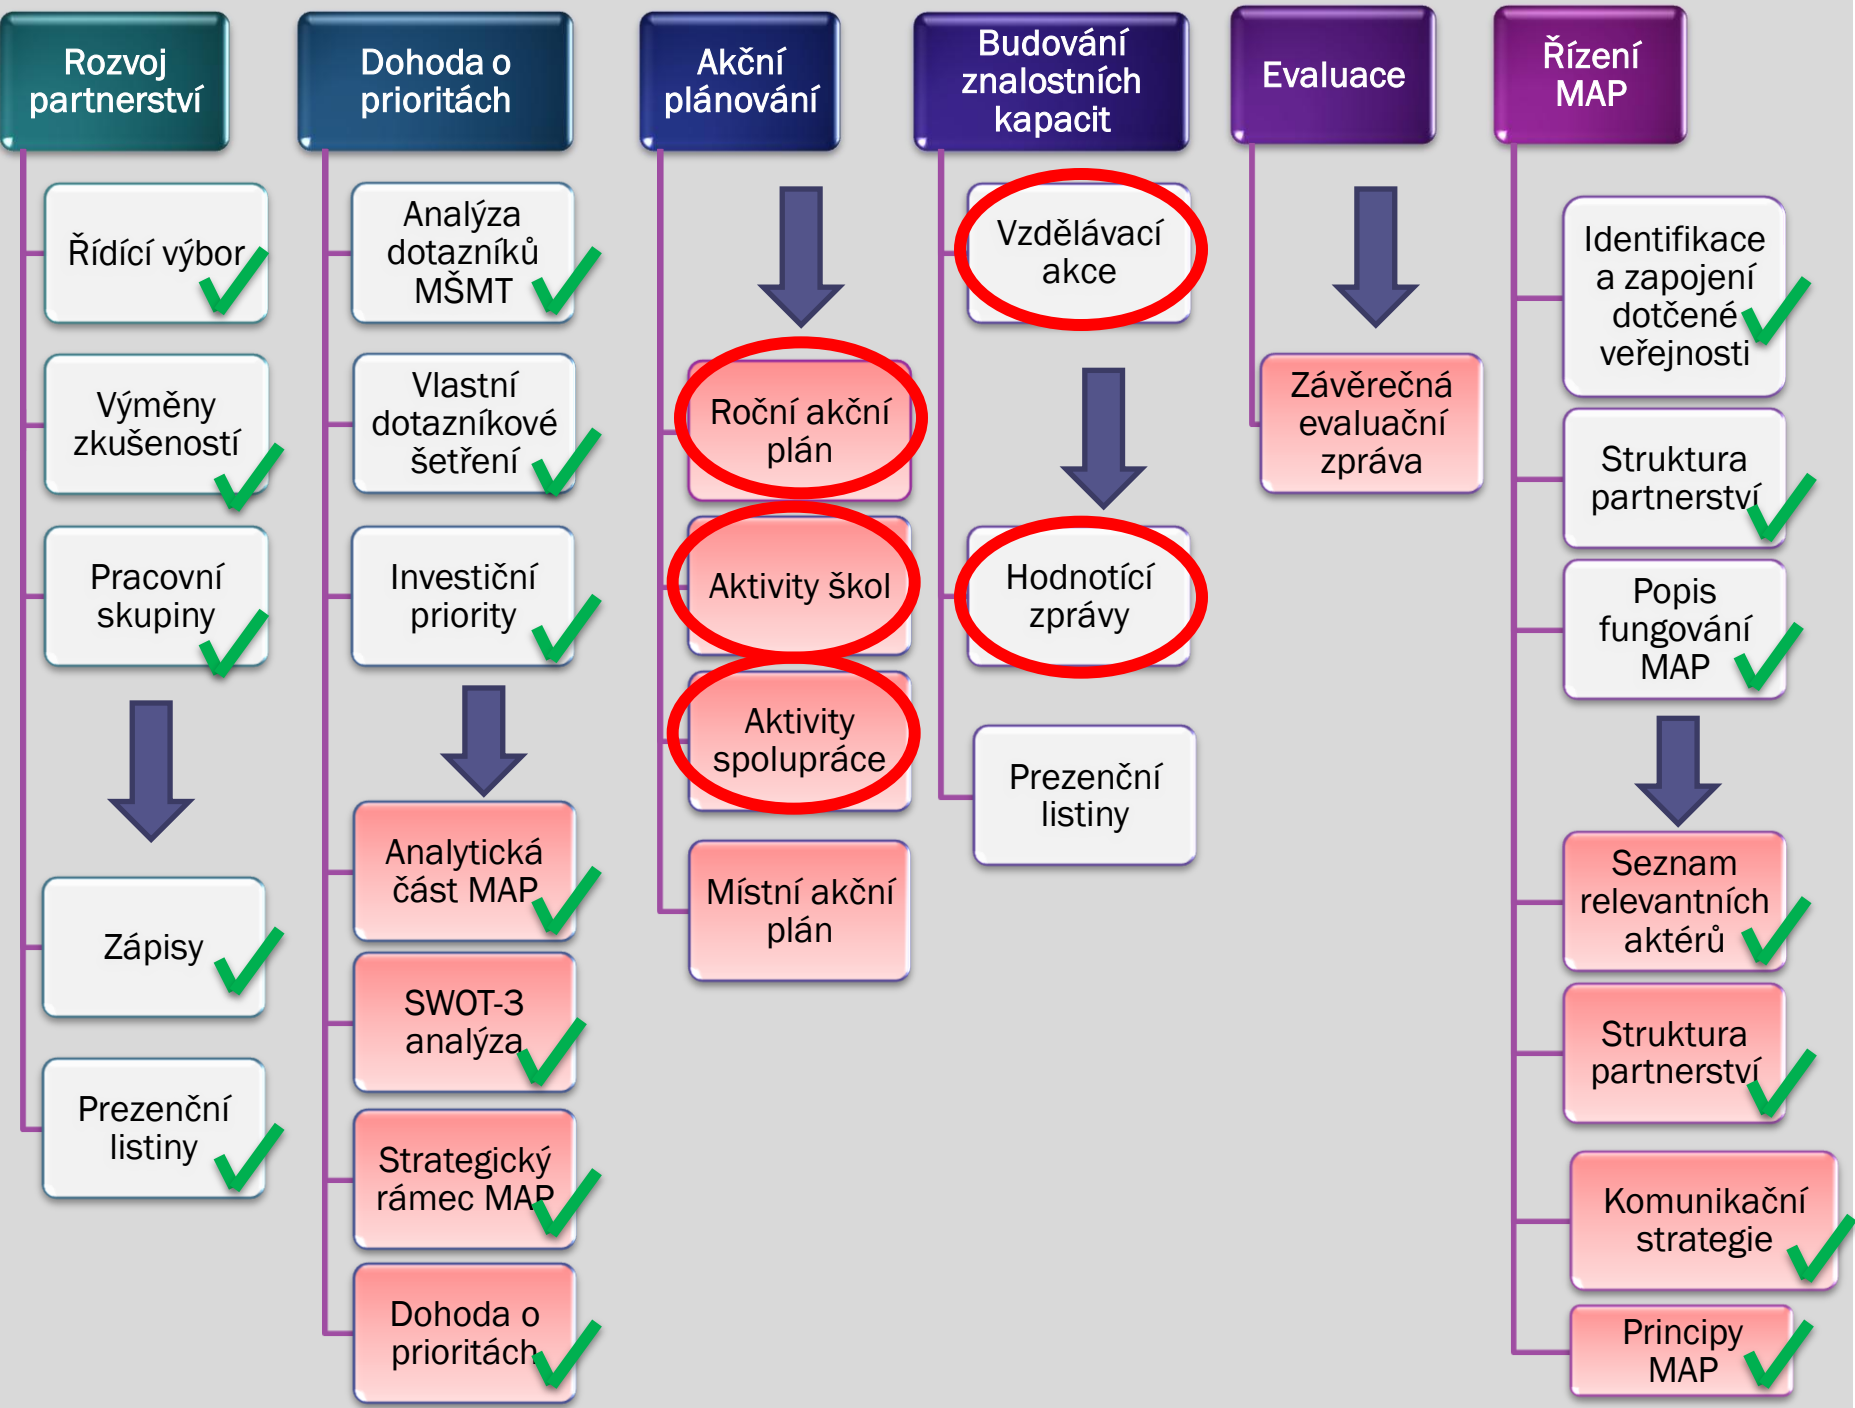 Rozvoj
partnerství
Řídící výbor
Výměny
zkušeností
Pracovní
skupiny
Zápisy
Prezenční
listiny
Dohoda o
prioritách
Analýza
dotazníků
MŠMT
Vlastní
dotazníkové
šetření
Investiční
priority
Analytická
část MAP
SWOT-3
analýza
Strategický
rámec MAP
Dohoda o
prioritách
Akční
plánování
Roční akční
plán
Aktivity škol
Aktivity
spolupráce
Místní akční
plán
Budování
znalostních
kapacit
Vzdělávací
akce
Hodnotící
zprávy
Prezenční
listiny
Evaluace
Závěrečná
evaluační
zpráva
Řízení
MAP
Identifikace
a zapojení
dotčené
veřejnosti
Struktura
partnerství
Popis
fungování
MAP
Seznam
relevantních
aktérů
Struktura
partnerství
Komunikační
strategie
Principy
MAP